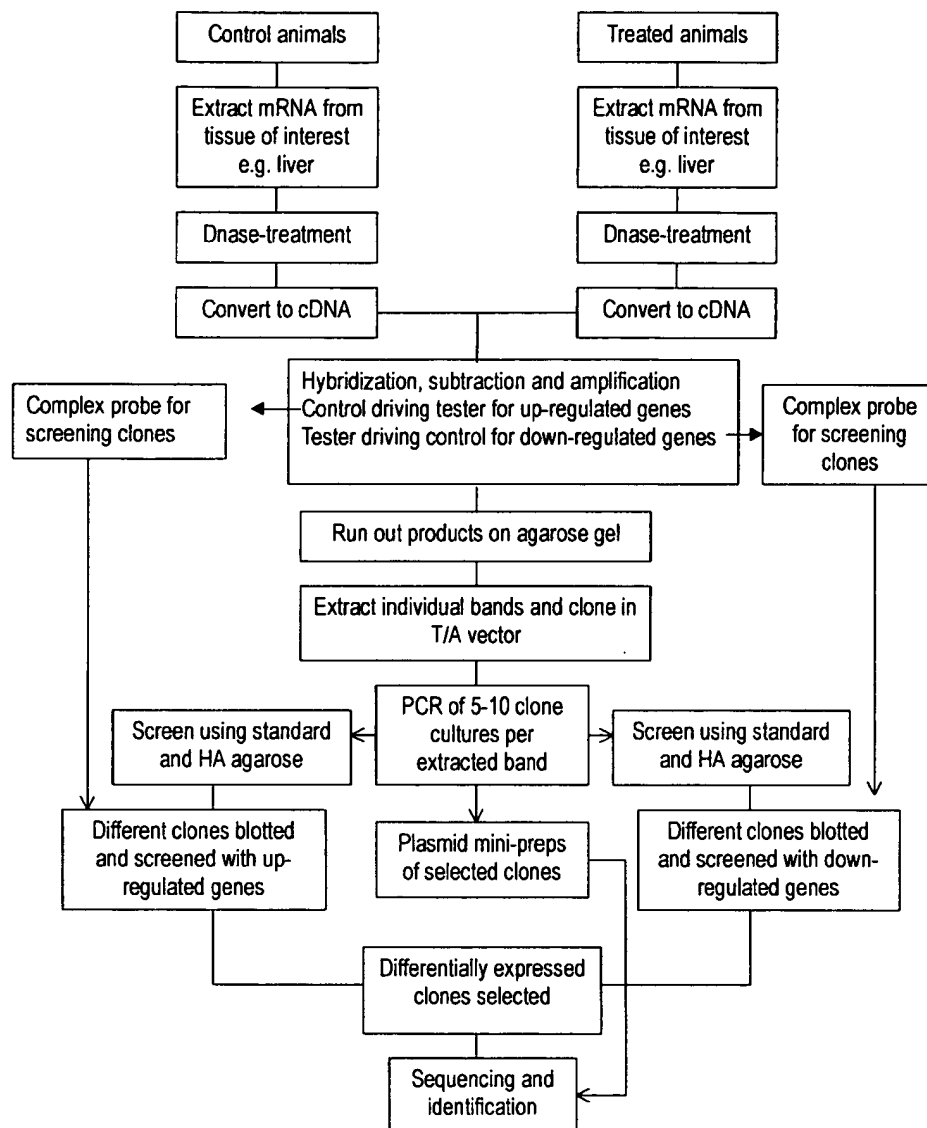 Control animals
Treated animals
Extract mRNA from
tissue of interest
e.g. liver
Extract mRNA from
tissue of interest
e.g. liver
Dnase-treatment
Dnase-treatment
Convert to cDNA
Convert to cDNA
Hybridization, subtraction and amplification
Control driving tester for up-regulated genes
Tester driving control for down-regulated genes
Complex probe for
screening clones
Complex probe
for screening
clones
Run out products on agarose gel
Extract individual bands and clone in
T/A vector
PCR of 5-10 clone
cultures per
extracted band
Screen using standard
and HA agarose
Screen using standard
and HA agarose
Different clones blotted
and screened with up-
regulated genes
Plasmid mini-preps
of selected clones
Different clones blotted
and screened with down-
regulated genes
Differentially expressed
clones selected
Sequencing and
identification